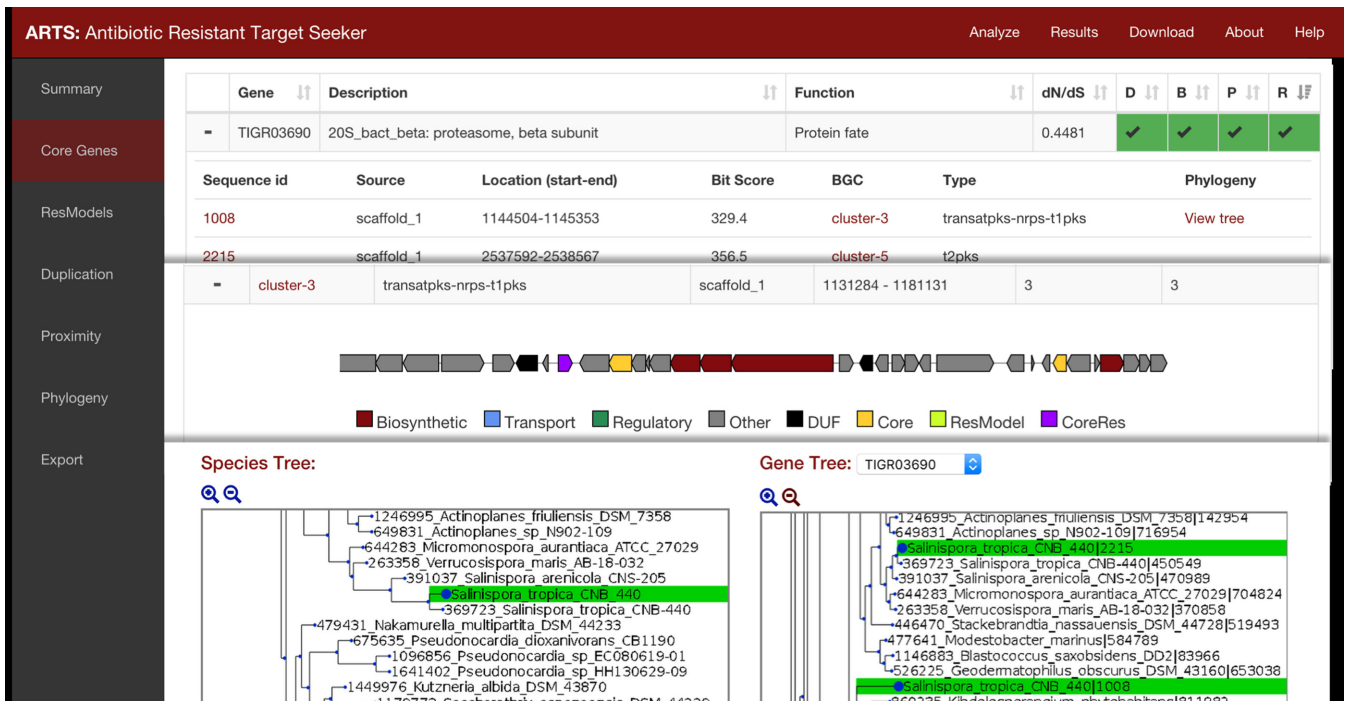 ARTS: Antibiotic Resistant Target Seeker Analyze Results Download About Help
Summary
Core Genes
ResModels
Duplication
Proximity
Phylogeny
Export
Gene Description Function dN/dS D B P R
- TIGR03690 20S_bact_beta: proteasome, beta subunit Protein fate 0.4481
Sequence id Source Location (start-end) Bit Score BGC Type Phylogeny
1008 scaffold_1 1144504-1145353 329.4 cluster-3 transatpks-nrps-t1pks View tree
2215 scaffold_1 2537592-2538567 356.5 cluster-5 t2pks
- cluster-3 transatpks-nrps-t1pks scaffold_1 1131284 - 1181131 3 3
Biosynthetic Transport Regulatory Other DUF Core ResModel CoreRes
Species Tree:
1246995_Actinoplanes_friuliensis_DSM_7358
649831_Actinoplanes_sp_N902-109
644283_Micromonospora_aurantiaca_ATCC_27029
263358_Verrucosispora_maris_AB-18-032
391037_Salinispora_arenicola_CNS-205
Salinispora_tropica_CNB_440
369723_Salinispora_tropica_CNB-440
479431_Nakamurella_multipartita_DSM_44233
675635_Pseudonocardia_dioxanivorans_CB1190
1096856_Pseudonocardia_sp_EC080619-01
1641402_Pseudonocardia_sp_HH130629-09
1449976_Kutzneria_albida_DSM_43870
Gene Tree: TIGR03690
1246995_Actinoplanes_friuliensis_DSM_7358|142954
649831_Actinoplanes_sp_N902-109|716954
Salinispora_tropica_CNB_440|2215
369723_Salinispora_tropica_CNB-440|450549
391037_Salinispora_arenicola_CNS-205|470989
644283_Micromonospora_aurantiaca_ATCC_27029|704824
263358_Verrucosispora_maris_AB-18-032|370858
446470_Stackebrandtia_nassauensis_DSM_44728|519493
477641_Modestobacter_marinus|584789
1146883_Blastococcus_saxobsidens_DD2|83966
526225_Geodermatophilus_obscurus_DSM_43160|653038
Salinispora_tropica_CNB_440|1008